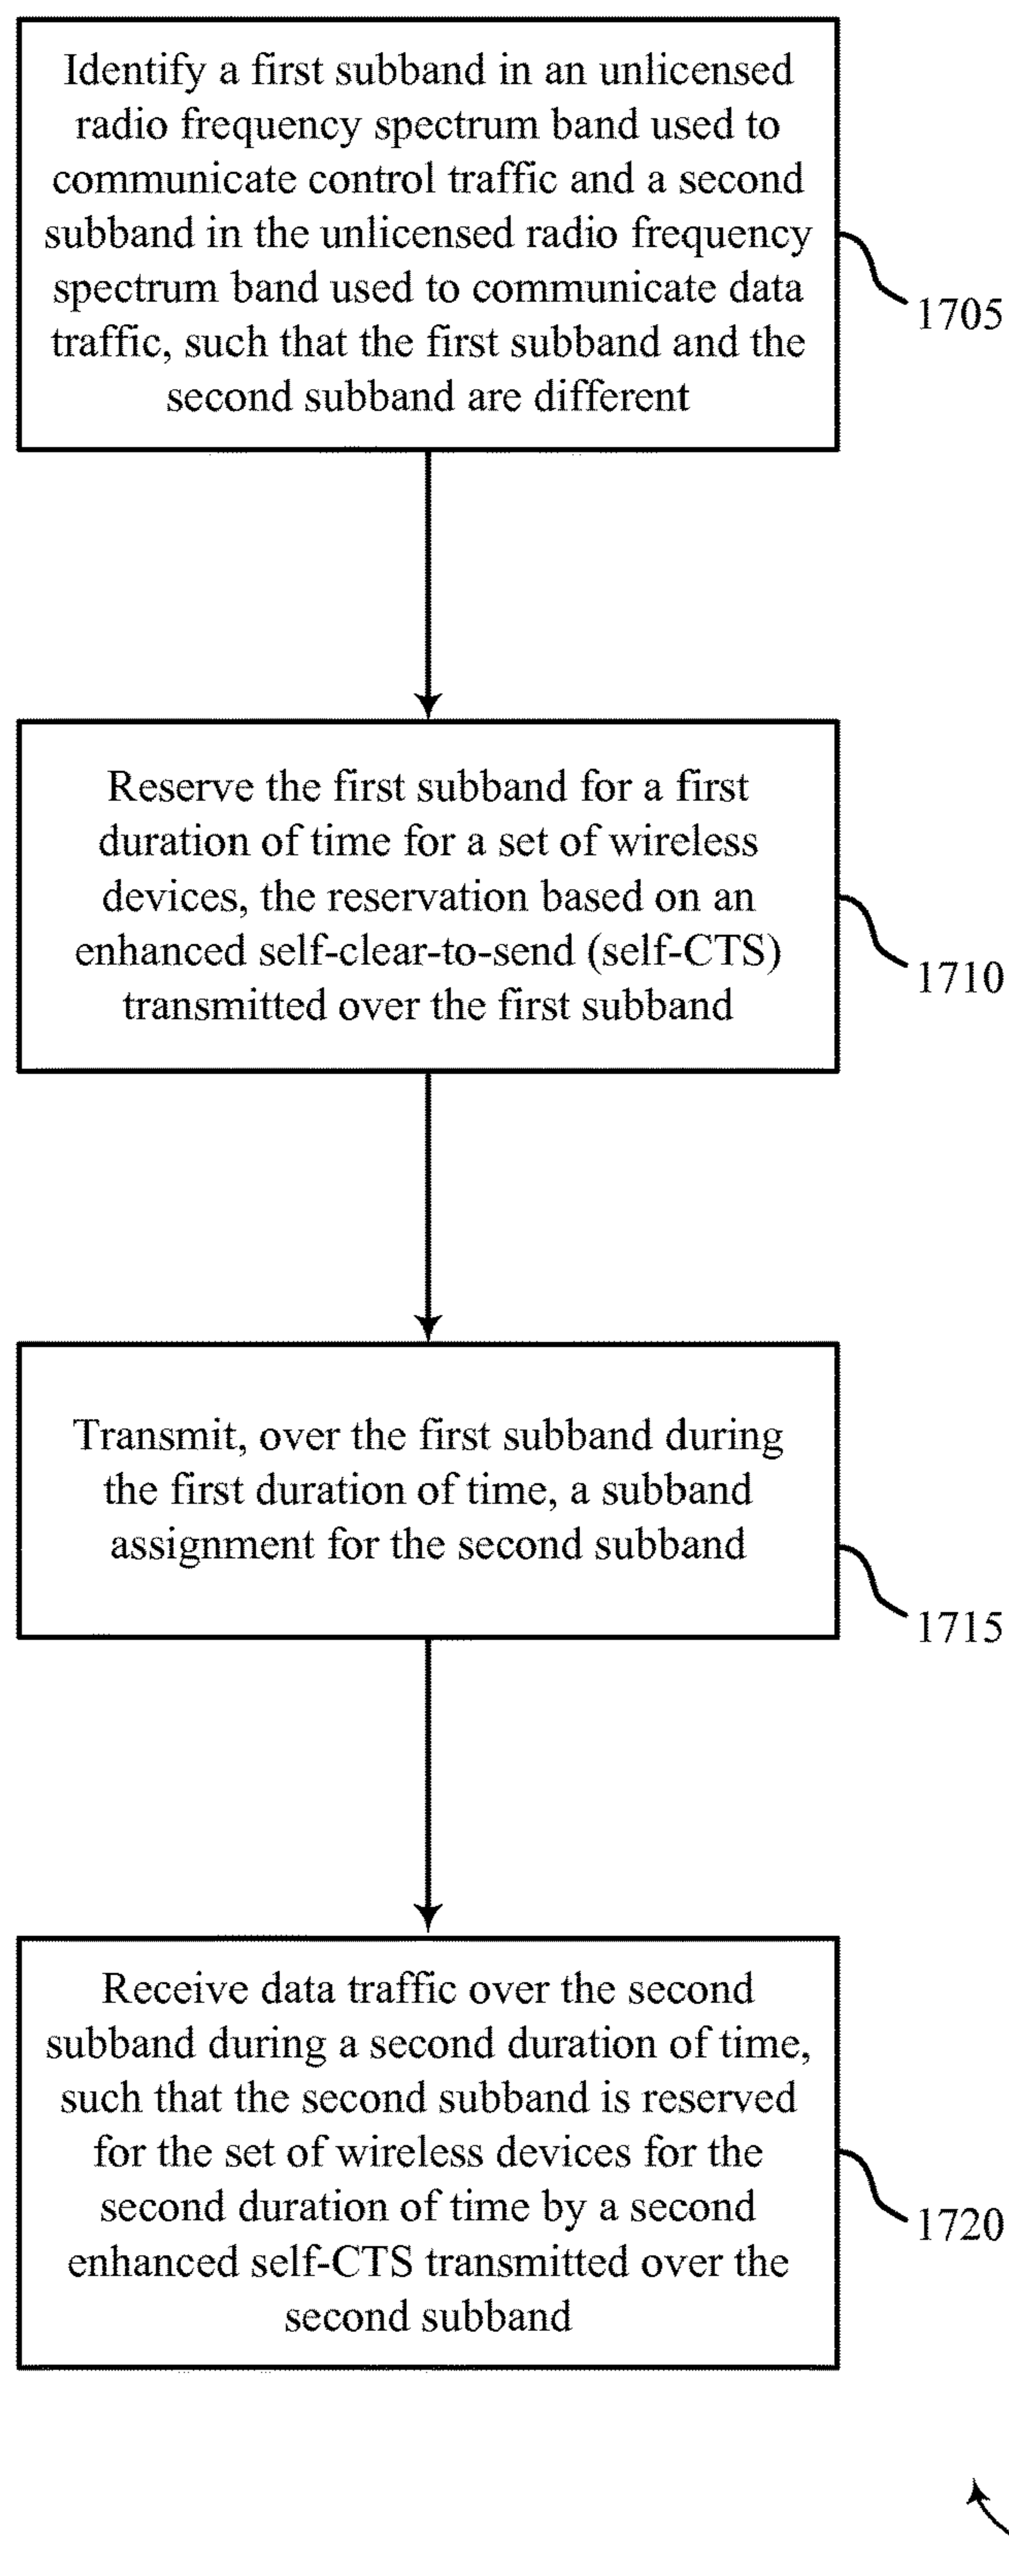 Identify a first subband in an unlicensed
radio frequency spectrum band used to
communicate control traffic and a second
subband in the unlicensed radio frequency
spectrum band used to communicate data
traffic, such that the first subband and the
second subband are different
1705
Reserve the first subband for a first
duration of time for a set of wireless
devices, the reservation based on an
enhanced self-clear-to-send (self-CTS)
transmitted over the first subband
1710
Transmit, over the first subband during
the first duration of time, a subband
assignment for the second subband
1715
Receive data traffic over the second
subband during a second duration of time,
such that the second subband is reserved
for the set of wireless devices for the
second duration of time by a second
enhanced self-CTS transmitted over the
second subband
1720